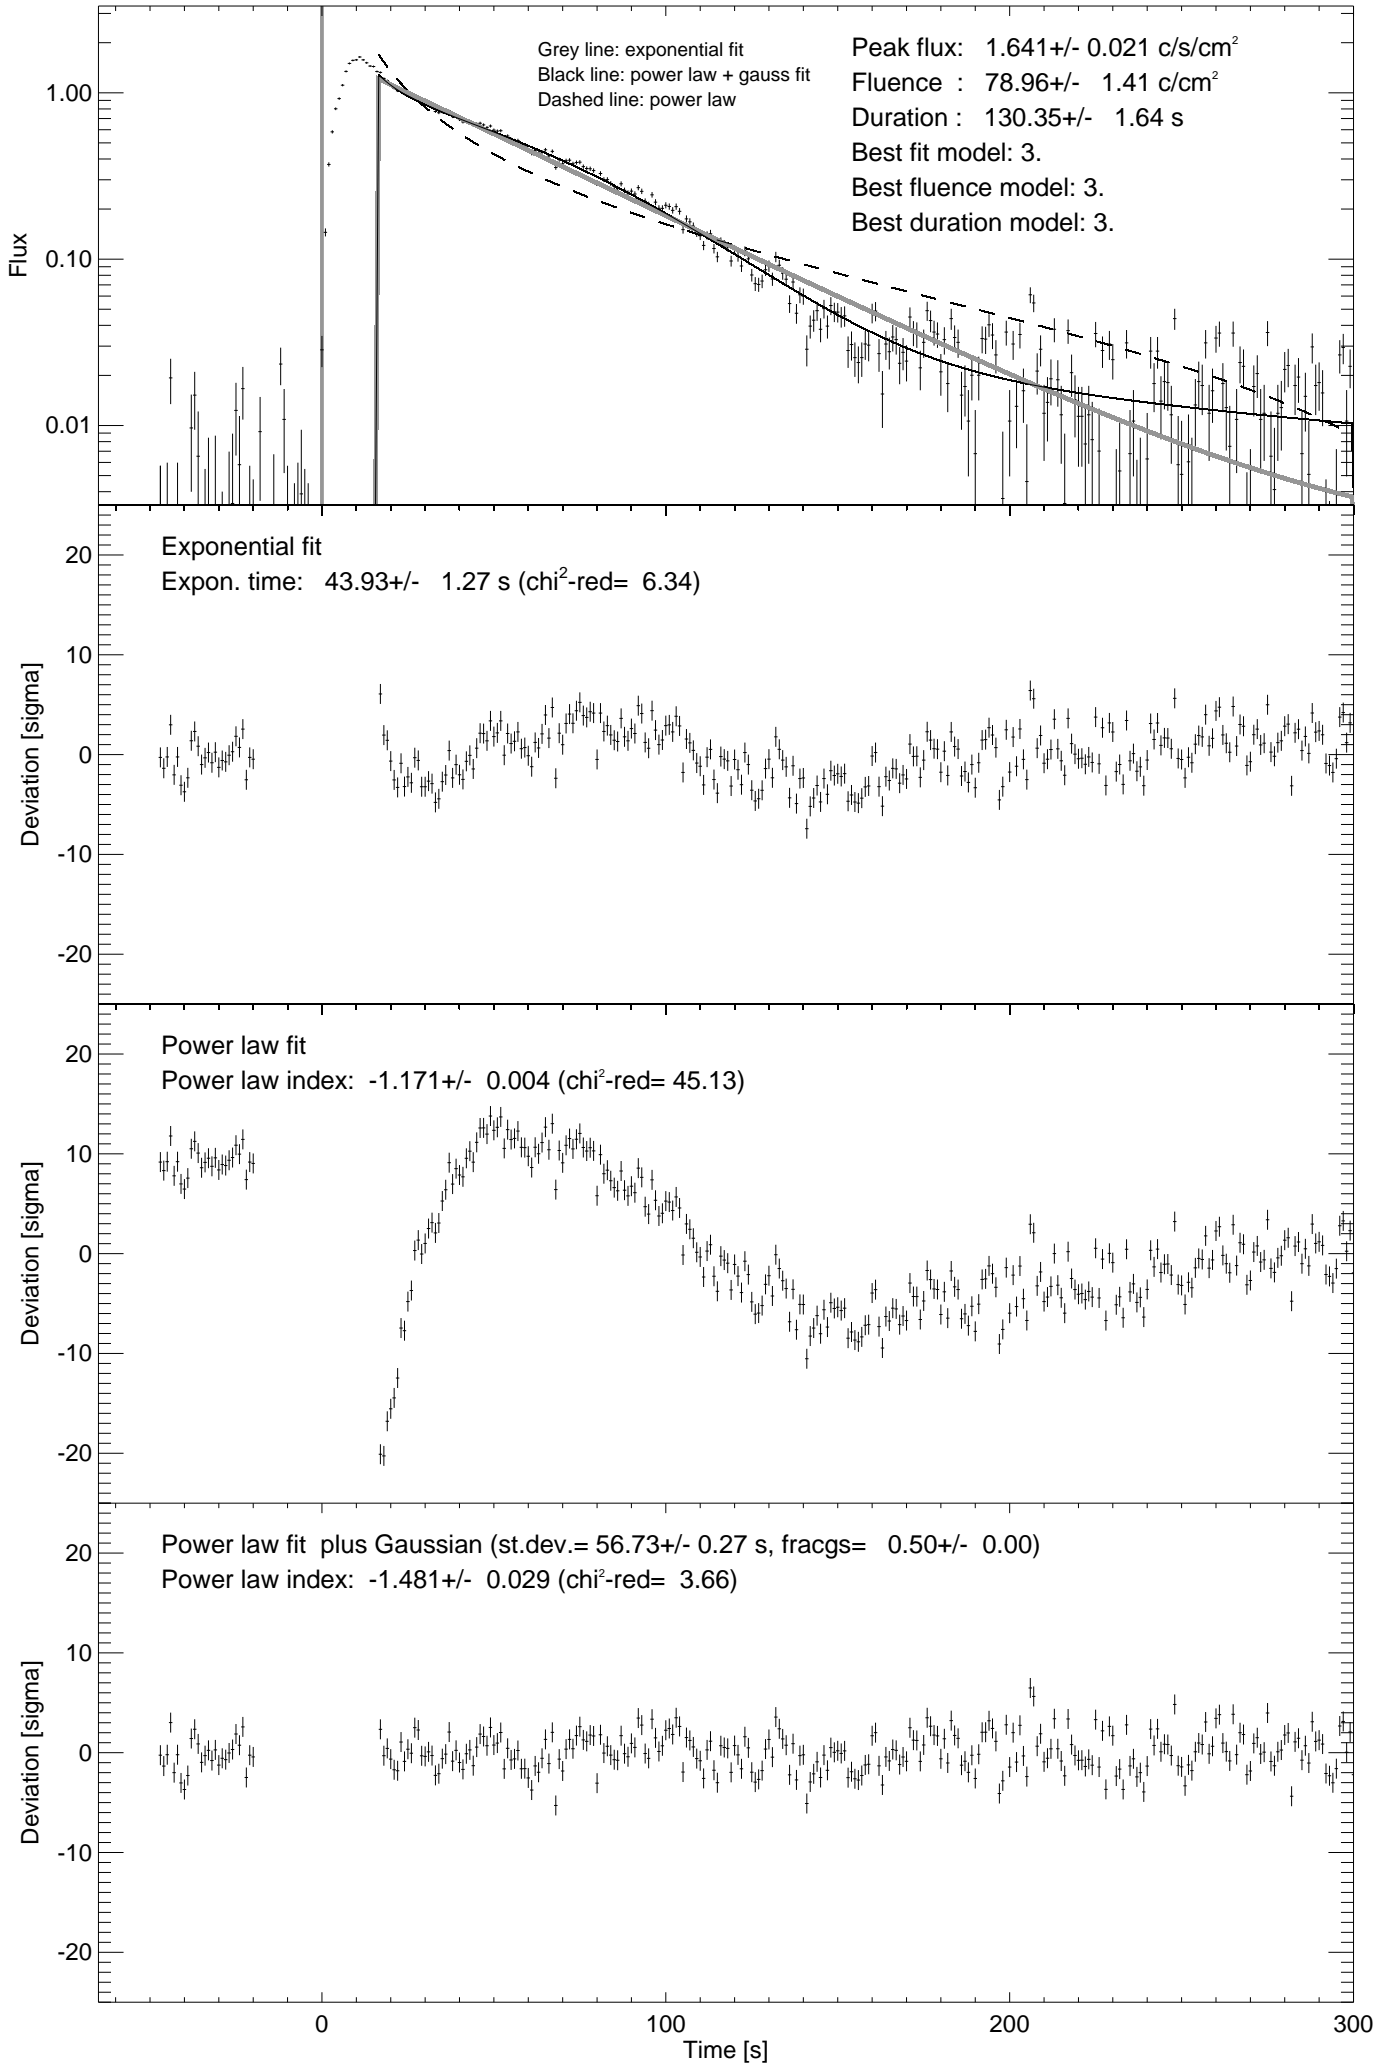 Grey line: exponential fit
Black line: power law + gauss fit
Dashed line: power law
Peak flux: 1.641+/- 0.021 c/s/cm²
Fluence : 78.96+/- 1.41 c/cm²
Duration : 130.35+/- 1.64 s
Best fit model: 3.
Best fluence model: 3.
Best duration model: 3.
Flux
1.00
0.10
0.01
Exponential fit
Expon. time: 43.93+/- 1.27 s (chi²-red= 6.34)
Deviation [sigma]
20
10
0
-10
-20
Power law fit
Power law index: -1.171+/- 0.004 (chi²-red= 45.13)
Deviation [sigma]
20
10
0
-10
-20
Power law fit plus Gaussian (st.dev.= 56.73+/- 0.27 s, fracgs= 0.50+/- 0.00)
Power law index: -1.481+/- 0.029 (chi²-red= 3.66)
Deviation [sigma]
20
10
0
-10
-20
0 100 200 300
Time [s]